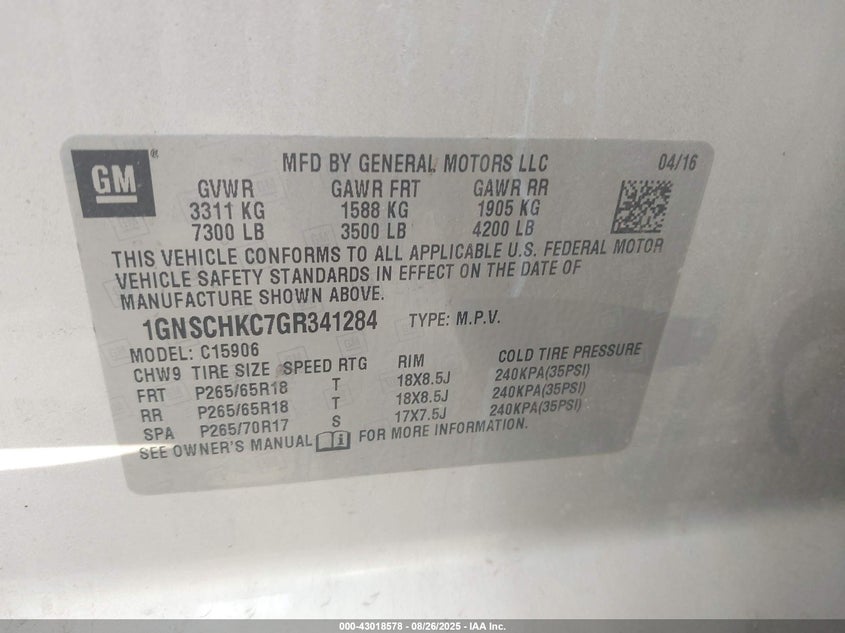 GM ®
MFD BY GENERAL MOTORS LLC 04/16
GVWR GAWR FRT GAWR RR
3311 KG 1588 KG 1905 KG
7300 LB 3500 LB 4200 LB
THIS VEHICLE CONFORMS TO ALL APPLICABLE U.S. FEDERAL MOTOR
VEHICLE SAFETY STANDARDS IN EFFECT ON THE DATE OF
MANUFACTURE SHOWN ABOVE.
1GNSCHKC7GR341284 TYPE: M.P.V.
MODEL: C15906
CHW9 TIRE SIZE SPEED RTG RIM COLD TIRE PRESSURE
FRT P265/65R18 T 18X8.5J 240KPA(35PSI)
RR P265/65R18 T 18X8.5J 240KPA(35PSI)
SPA P265/70R17 S 17X7.5J 240KPA(35PSI)
SEE OWNER'S MANUAL FOR MORE INFORMATION.
000-43018578 - 08/26/2025 - IAA Inc.